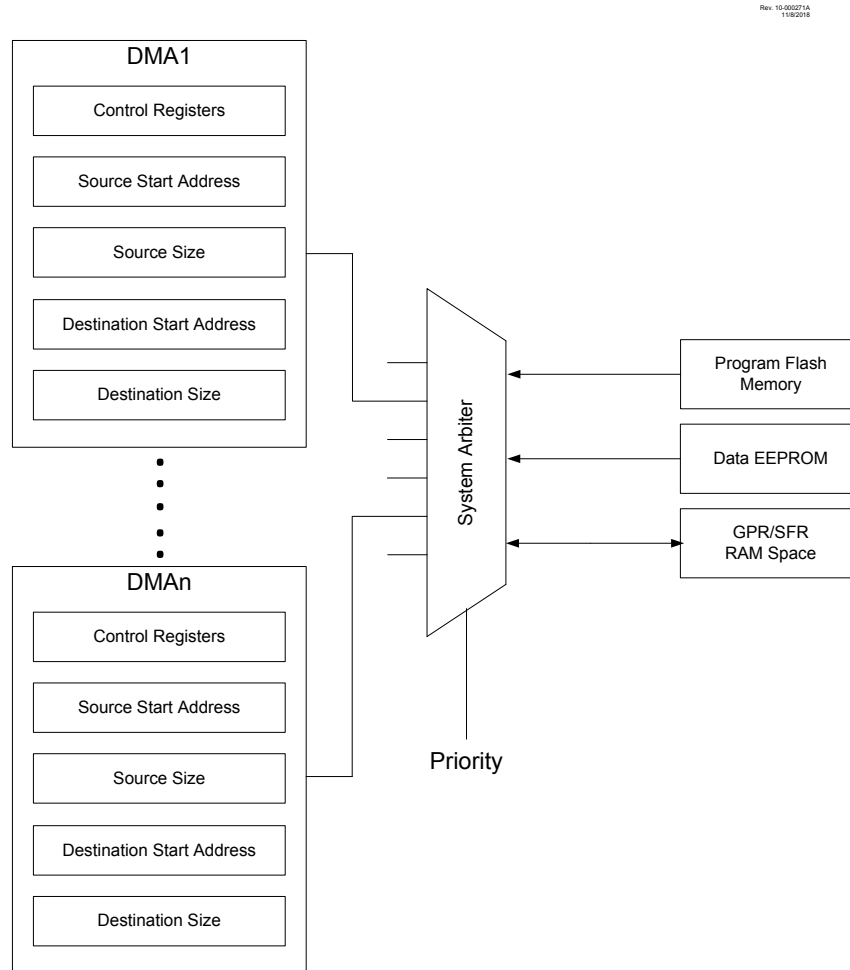 Rev. 10-000271A
11/8/2018
DMA1
Control Registers
Source Start Address
Source Size
Destination Start Address
Destination Size
DMAn
Control Registers
Source Start Address
Source Size
Destination Start Address
Destination Size
System Arbiter
Priority
Program Flash
Memory
Data EEPROM
GPR/SFR
RAM Space